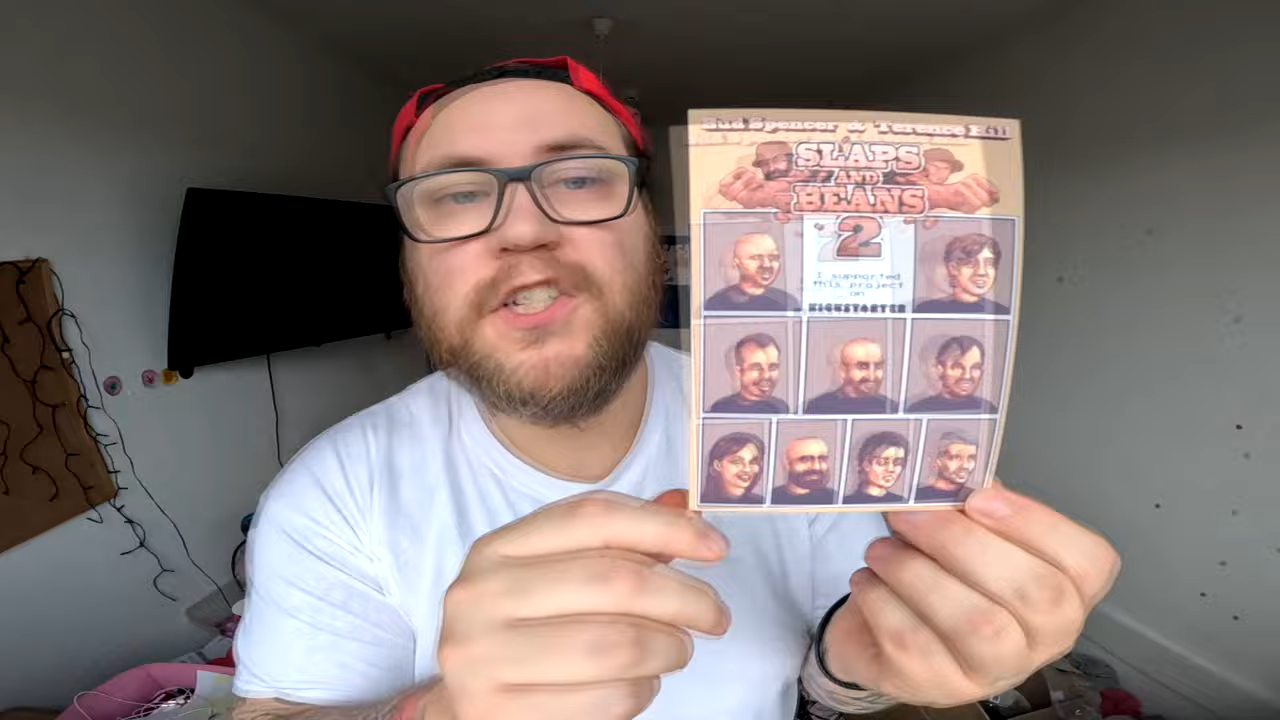 Bud Spencer & Terence Hill
SLAPS
AND
BEANS
2
I supported
this project
on
KICKSTARTER